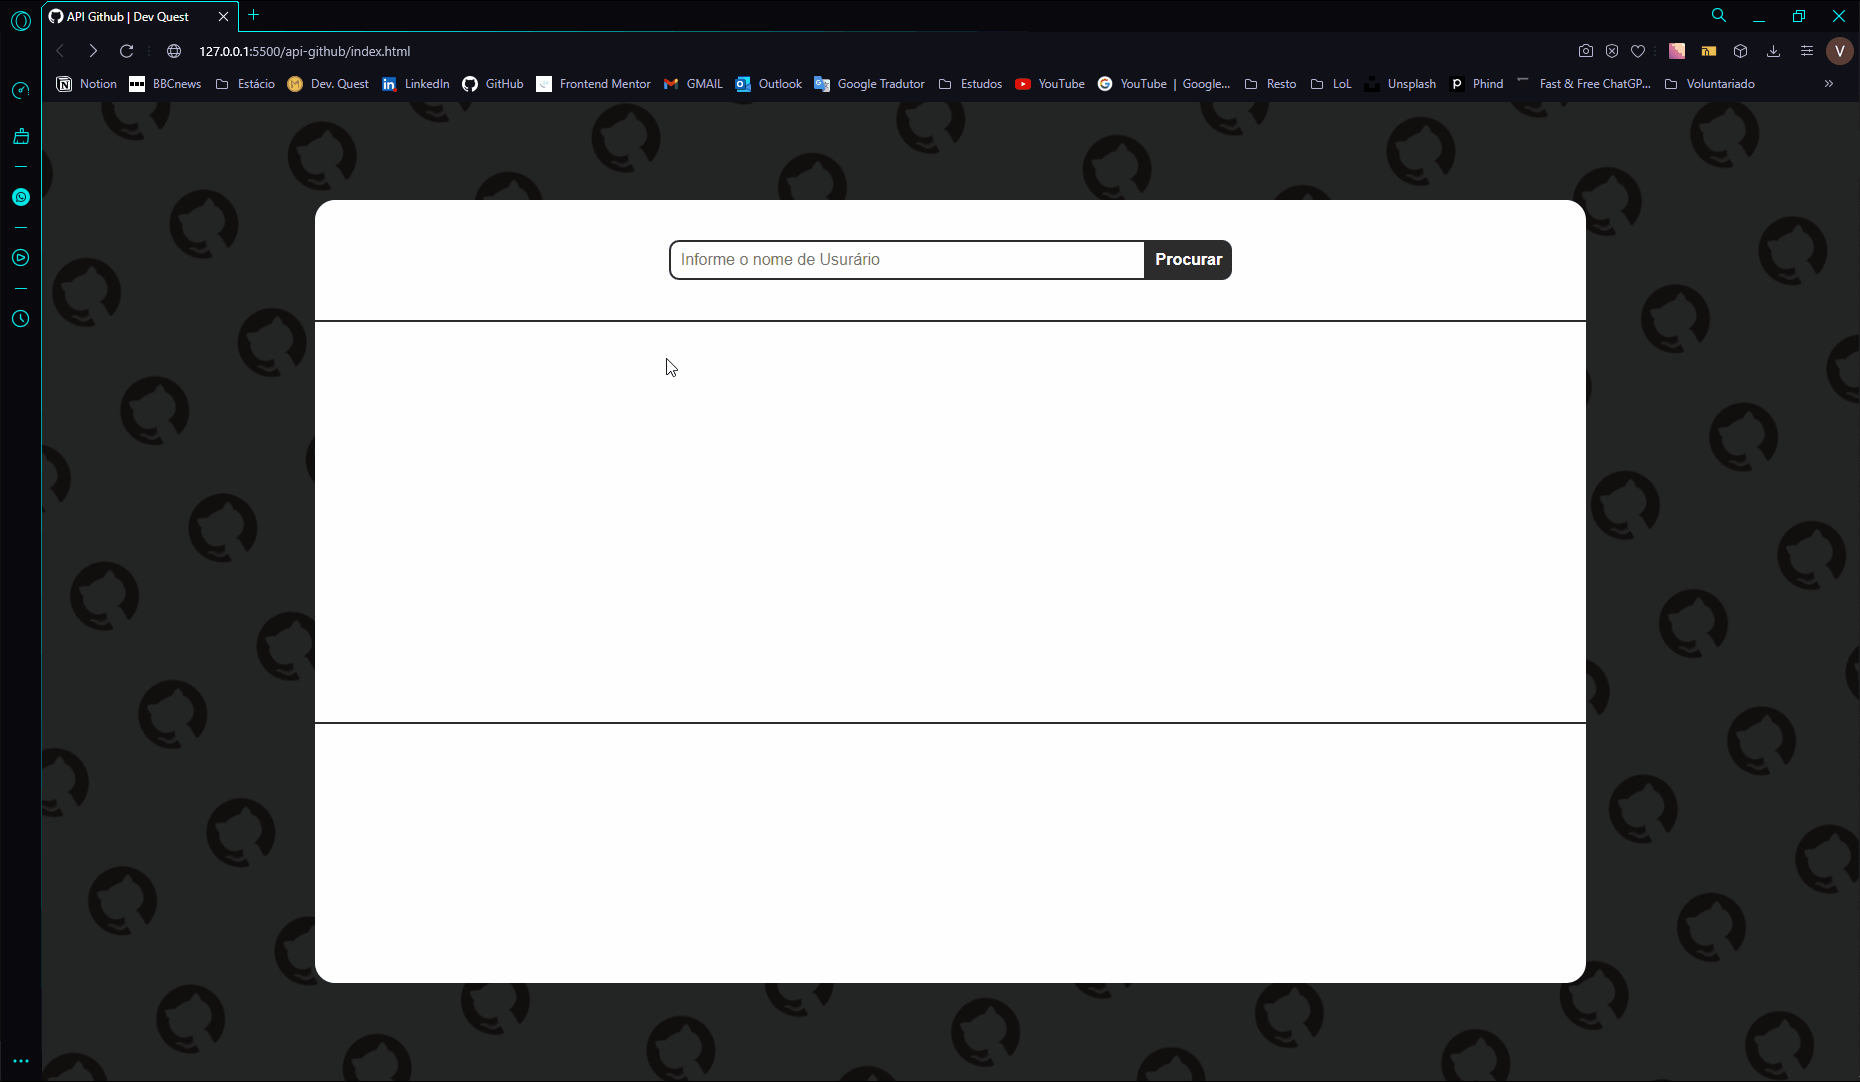 API Github | Dev Quest
127.0.0.1:5500/api-github/index.html
V
Notion BBCnews Estácio Dev. Quest LinkedIn GitHub Frontend Mentor GMAIL Outlook Google Tradutor Estudos YouTube YouTube | Google... Resto LoL Unsplash Phind Fast & Free ChatGP... Voluntariado
Informe o nome de Usurário Procurar